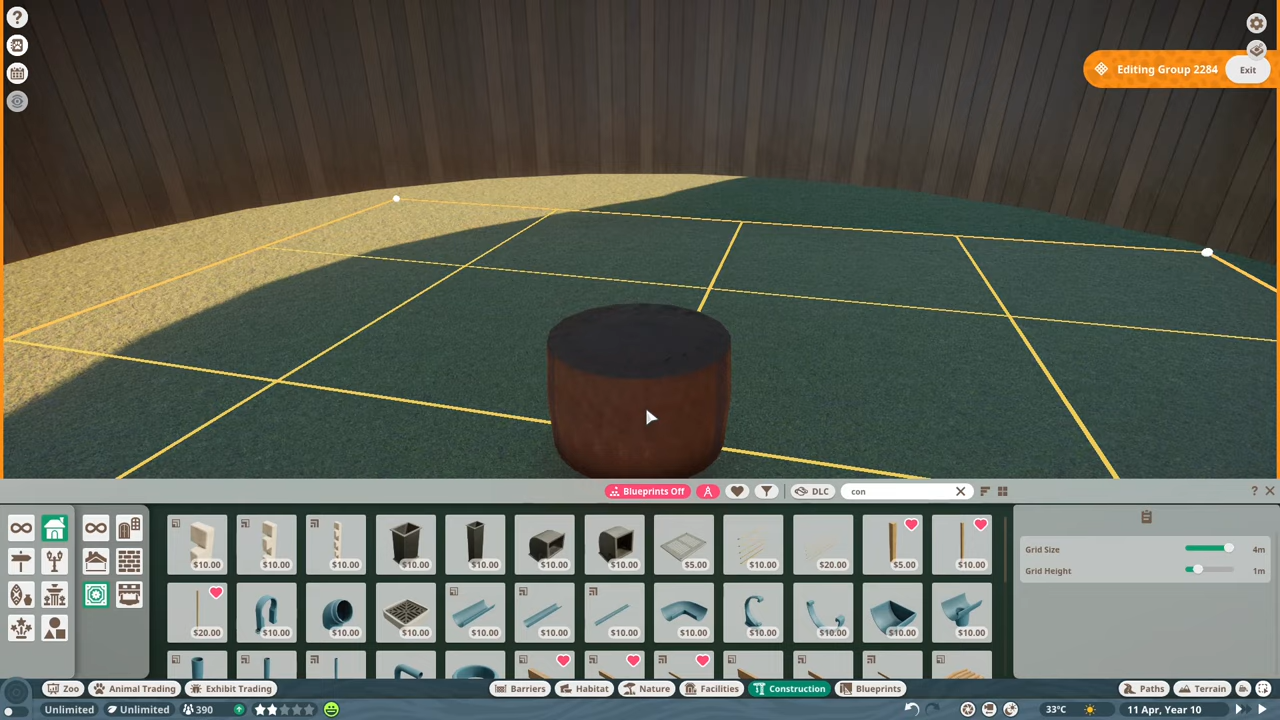 ?
Editing Group 2284
Exit
Blueprints Off
DLC
con
?
$10.00 $10.00 $10.00 $10.00 $10.00 $10.00 $10.00 $5.00 $10.00 $20.00 $5.00 $10.00
Grid Size 4m
Grid Height 1m
$20.00 $10.00 $10.00 $10.00 $10.00 $10.00 $10.00 $10.00 $10.00 $10.00 $10.00 $10.00
Zoo Animal Trading Exhibit Trading Barriers Habitat Nature Facilities Construction Blueprints Paths Terrain
Unlimited Unlimited 390 33°C 11 Apr, Year 10